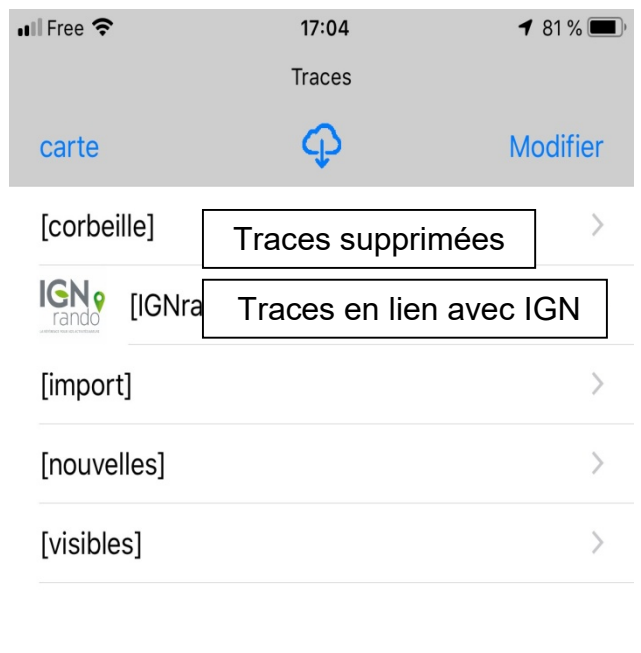 Free 17:04 81 %
Traces
carte Modifier
[corbeille] Traces supprimées
IGN rando [IGNra Traces en lien avec IGN
[import]
[nouvelles]
[visibles]